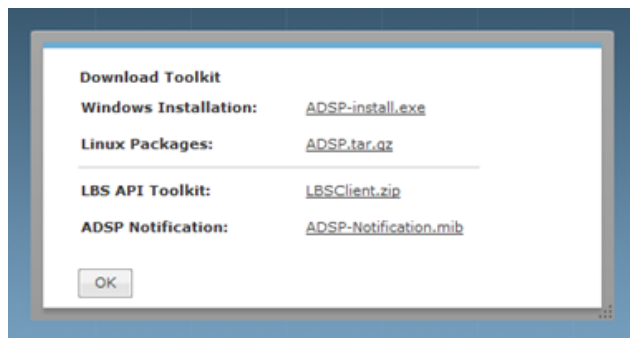 Download Toolkit
Windows Installation: ADSP-install.exe
Linux Packages: ADSP.tar.gz
LBS API Toolkit: LBSClient.zip
ADSP Notification: ADSP-Notification.mib
OK